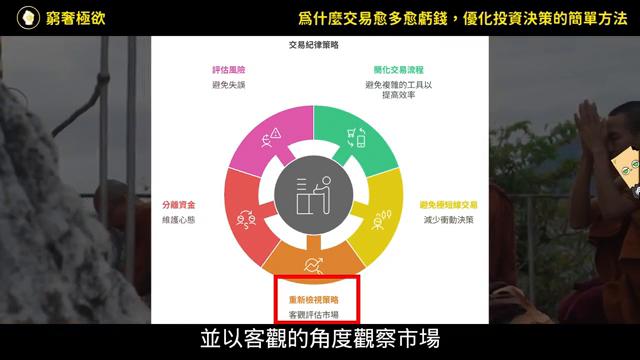 窮奢極欲
為什麼交易愈多愈虧錢，優化投資決策的簡單方法
交易紀律策略
評估風險
避免失誤
簡化交易流程
避免複雜的工具以
提高效率
分離資金
維護心態
避免極短線交易
減少衝動決策
重新檢視策略
客觀評估市場
並以客觀的角度觀察市場